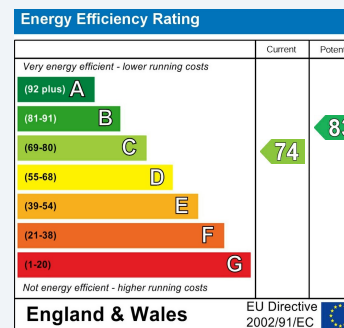 Energy Efficiency Rating
Current Poten
Very energy efficient - lower running costs
(92 plus) A
(81-91) B
83
(69-80) C
74
(55-68) D
(39-54) E
(21-38) F
(1-20) G
Not energy efficient - higher running costs
England & Wales
EU Directive
2002/91/EC